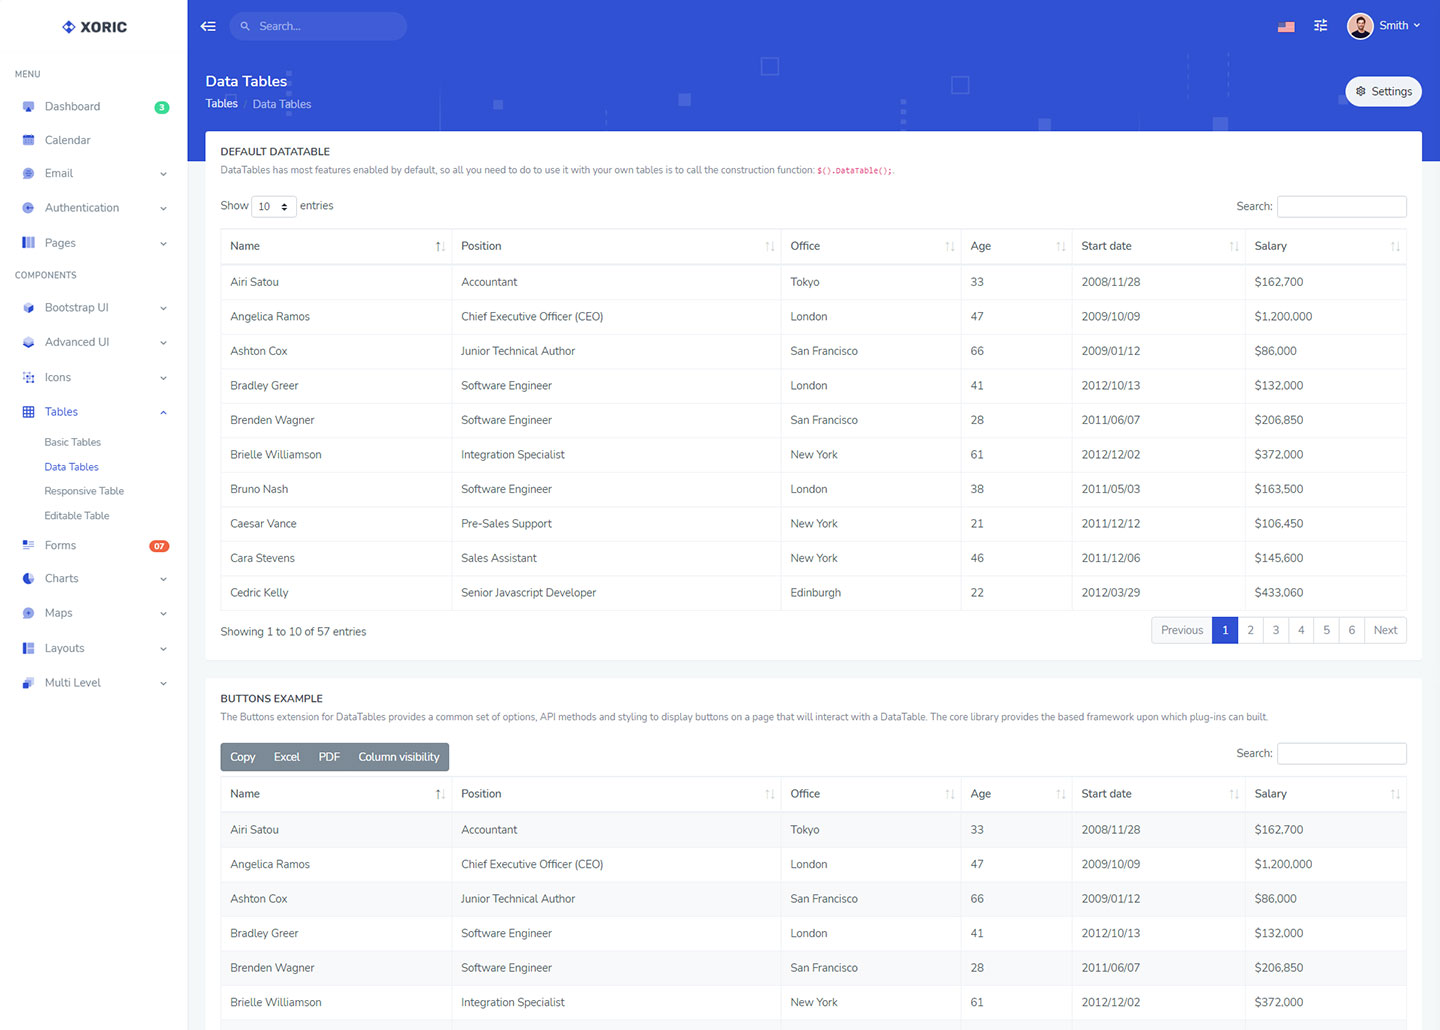 XORIC
Search...
Smith
MENU
Dashboard 3
Calendar
Email
Authentication
Pages
COMPONENTS
Bootstrap UI
Advanced UI
Icons
Tables
Basic Tables
Data Tables
Responsive Table
Editable Table
Forms 07
Charts
Maps
Layouts
Multi Level
Data Tables
Tables / Data Tables
Settings
DEFAULT DATATABLE
DataTables has most features enabled by default, so all you need to do to use it with your own tables is to call the construction function: $().DataTable();.
Show 10 entries
Search:
Name Position Office Age Start date Salary
Airi Satou Accountant Tokyo 33 2008/11/28 $162,700
Angelica Ramos Chief Executive Officer (CEO) London 47 2009/10/09 $1,200,000
Ashton Cox Junior Technical Author San Francisco 66 2009/01/12 $86,000
Bradley Greer Software Engineer London 41 2012/10/13 $132,000
Brenden Wagner Software Engineer San Francisco 28 2011/06/07 $206,850
Brielle Williamson Integration Specialist New York 61 2012/12/02 $372,000
Bruno Nash Software Engineer London 38 2011/05/03 $163,500
Caesar Vance Pre-Sales Support New York 21 2011/12/12 $106,450
Cara Stevens Sales Assistant New York 46 2011/12/06 $145,600
Cedric Kelly Senior Javascript Developer Edinburgh 22 2012/03/29 $433,060
Showing 1 to 10 of 57 entries
Previous 1 2 3 4 5 6 Next
BUTTONS EXAMPLE
The Buttons extension for DataTables provides a common set of options, API methods and styling to display buttons on a page that will interact with a DataTable. The core library provides the based framework upon which plug-ins can built.
Copy Excel PDF Column visibility
Search:
Name Position Office Age Start date Salary
Airi Satou Accountant Tokyo 33 2008/11/28 $162,700
Angelica Ramos Chief Executive Officer (CEO) London 47 2009/10/09 $1,200,000
Ashton Cox Junior Technical Author San Francisco 66 2009/01/12 $86,000
Bradley Greer Software Engineer London 41 2012/10/13 $132,000
Brenden Wagner Software Engineer San Francisco 28 2011/06/07 $206,850
Brielle Williamson Integration Specialist New York 61 2012/12/02 $372,000